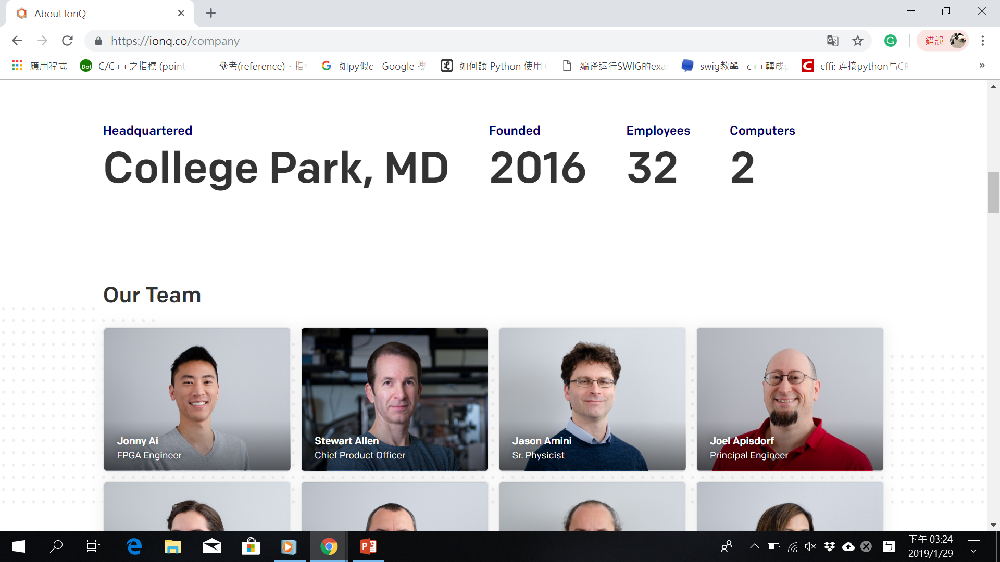 About IonQ
https://ionq.co/company
錯誤
應用程式
Dot
C/C++之指標 (point
參考(reference)、指
如py似c - Google 搜
如何讓 Python 使用
编译运行SWIG的exa
swig教學--c++轉成p
cffi: 连接python与C
»
Headquartered
College Park, MD
Founded
2016
Employees
32
Computers
2
Our Team
Jonny Ai
FPGA Engineer
Stewart Allen
Chief Product Officer
Jason Amini
Sr. Physicist
Joel Apisdorf
Principal Engineer
下午 03:24
2019/1/29